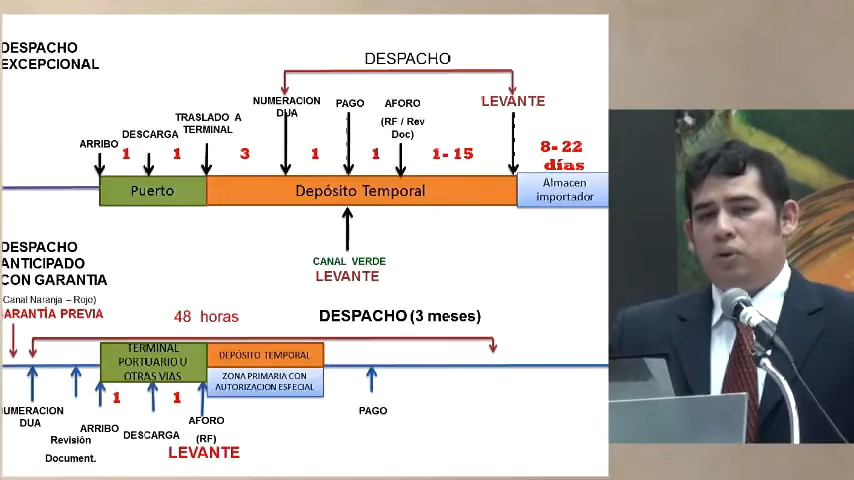 DESPACHO
EXCEPCIONAL
DESPACHO
NUMERACION
DUA
PAGO
AFORO
(RF / Rev
Doc)
LEVANTE
TRASLADO A
TERMINAL
DESCARGA
ARRIBO
1
1
3
1
1
1-15
8-22
días
Puerto
Depósito Temporal
Almacen
importador
CANAL VERDE
LEVANTE
DESPACHO
ANTICIPADO
CON GARANTIA
Canal Naranja – Rojo)
ARANTÌA PREVIA
48 horas
DESPACHO (3 meses)
TERMINAL
PORTUARIO U
OTRAS VIAS
DEPÓSITO TEMPORAL
ZONA PRIMARIA CON
AUTORIZACION ESPECIAL
1
1
UMERACION
DUA
Revisión
Document.
ARRIBO
DESCARGA
AFORO
(RF)
LEVANTE
PAGO